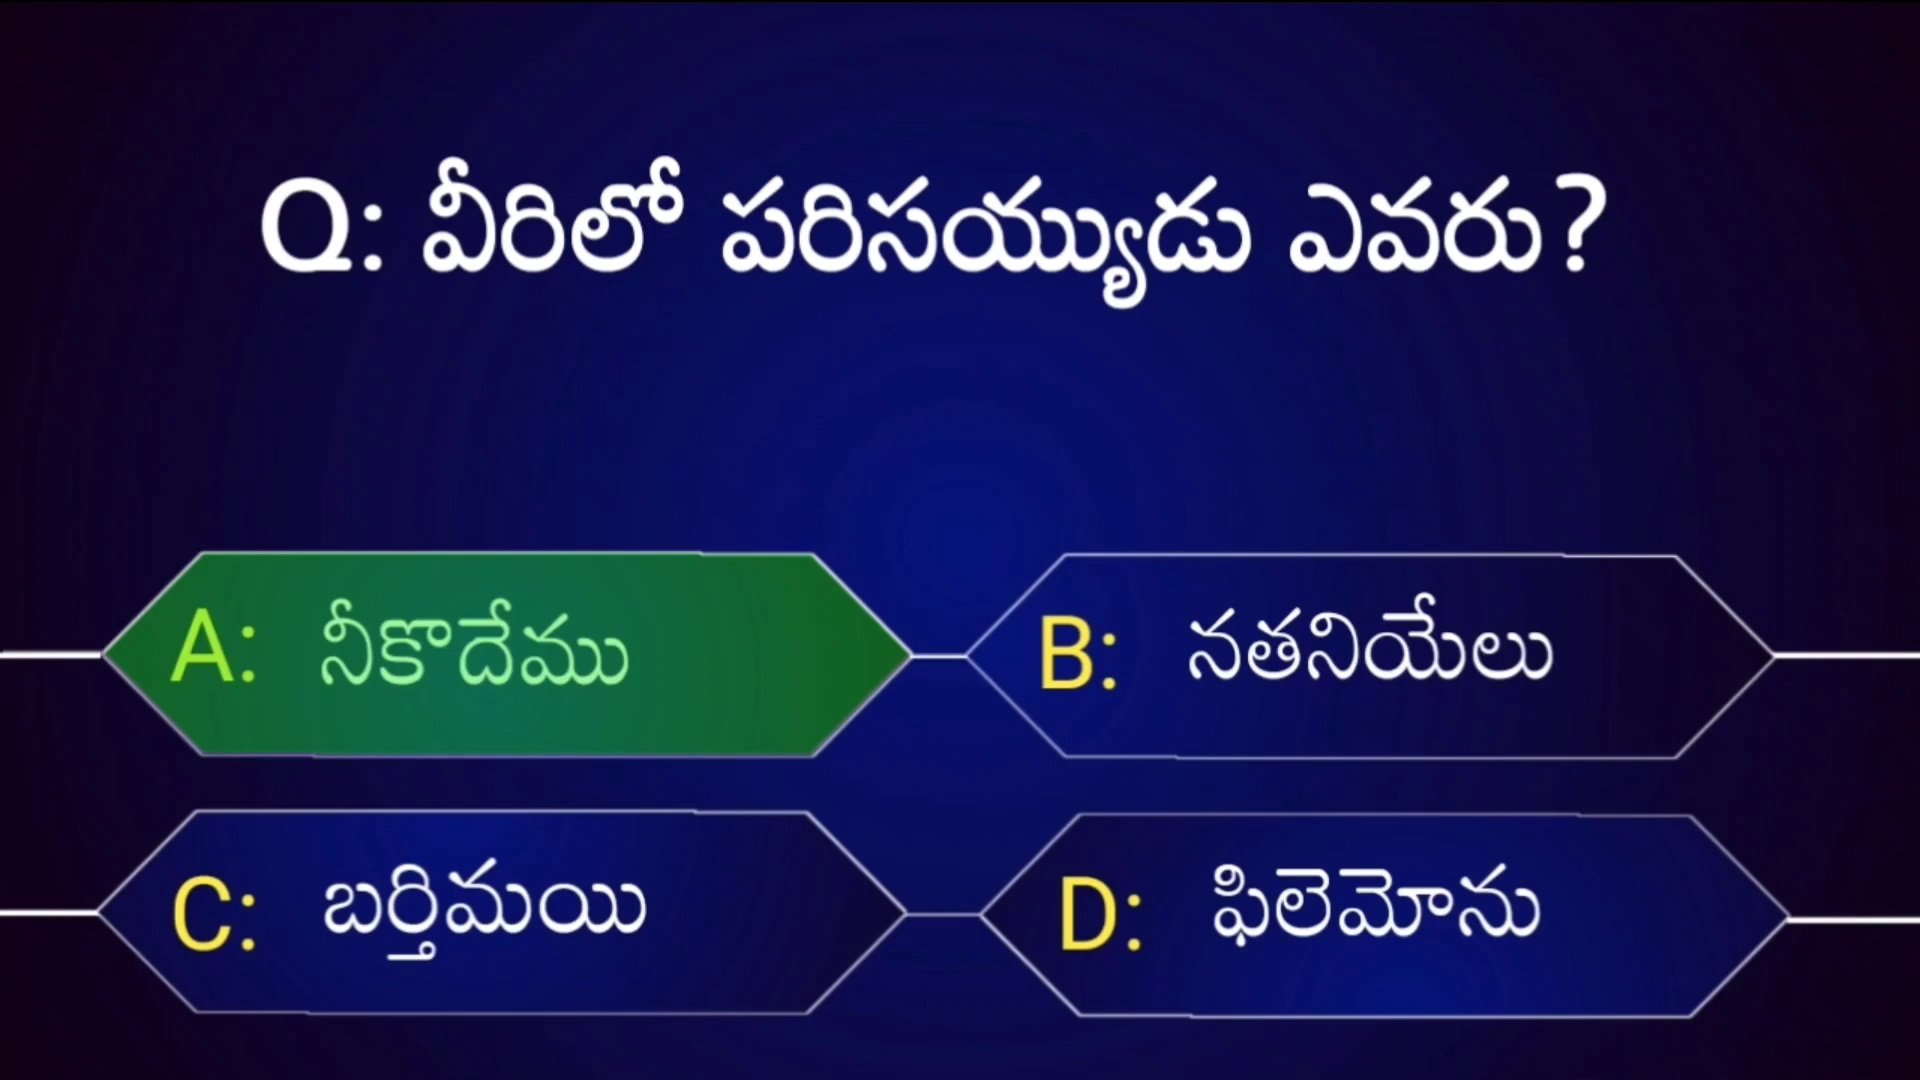 Q: వీరిలో పరిసయ్యుడు ఎవరు?
A: నీకొదేము
B: నతనియేలు
C: బర్తిమయి
D: ఫిలెమోను